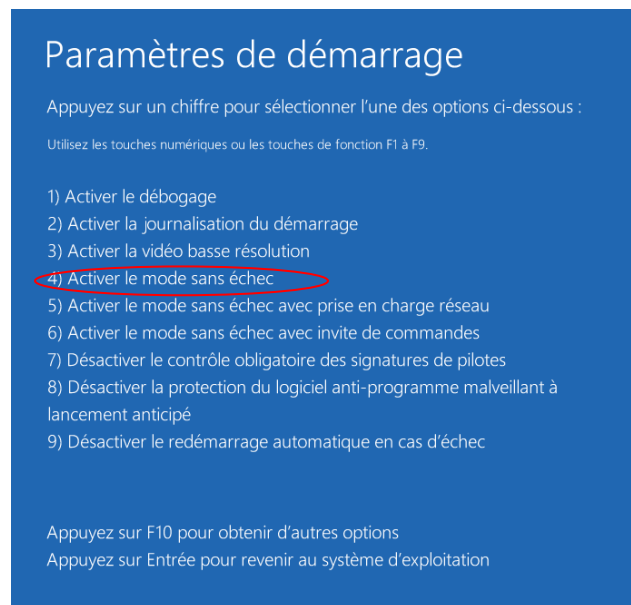 Paramètres de démarrage
Appuyez sur un chiffre pour sélectionner l’une des options ci-dessous :
Utilisez les touches numériques ou les touches de fonction F1 à F9.
1) Activer le débogage
2) Activer la journalisation du démarrage
3) Activer la vidéo basse résolution
4) Activer le mode sans échec
5) Activer le mode sans échec avec prise en charge réseau
6) Activer le mode sans échec avec invite de commandes
7) Désactiver le contrôle obligatoire des signatures de pilotes
8) Désactiver la protection du logiciel anti-programme malveillant à
lancement anticipé
9) Désactiver le redémarrage automatique en cas d’échec
Appuyez sur F10 pour obtenir d’autres options
Appuyez sur Entrée pour revenir au système d’exploitation